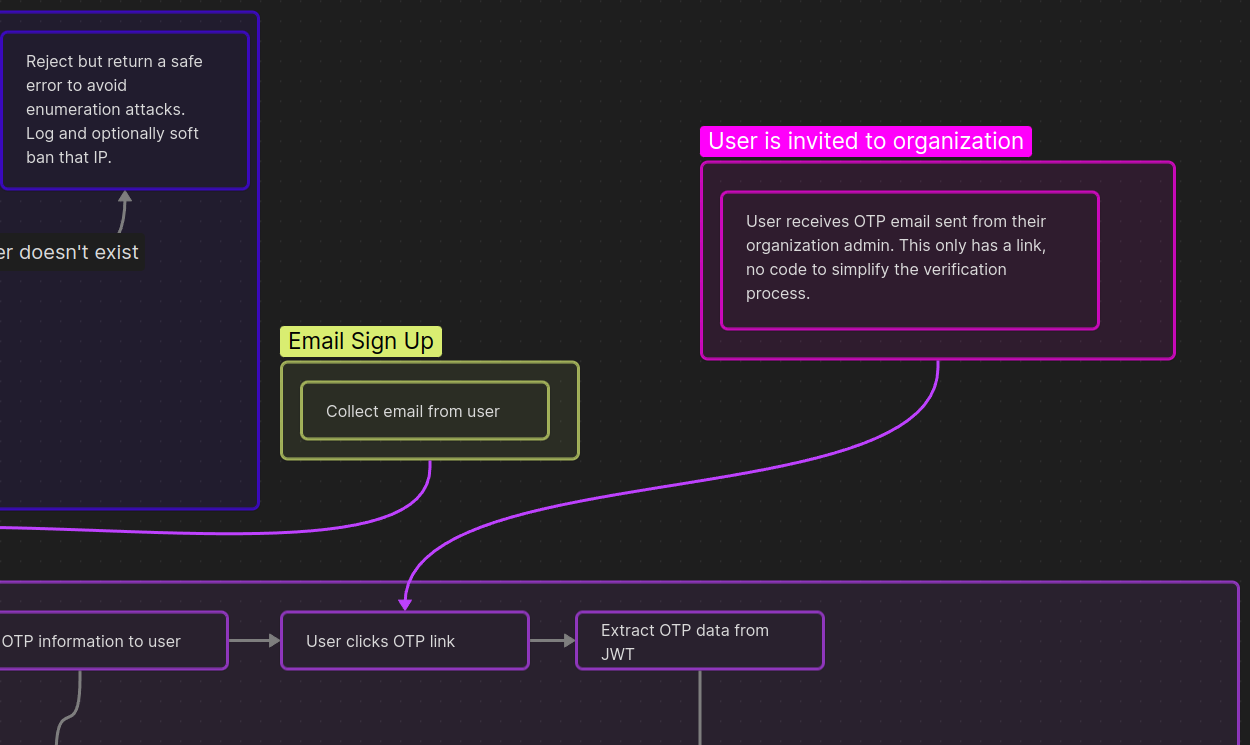 Reject but return a safe
error to avoid
enumeration attacks.
Log and optionally soft
ban that IP.
doesn't exist
User is invited to organization
User receives OTP email sent from their
organization admin. This only has a link,
no code to simplify the verification
process.
Email Sign Up
Collect email from user
OTP information to user
User clicks OTP link
Extract OTP data from
JWT